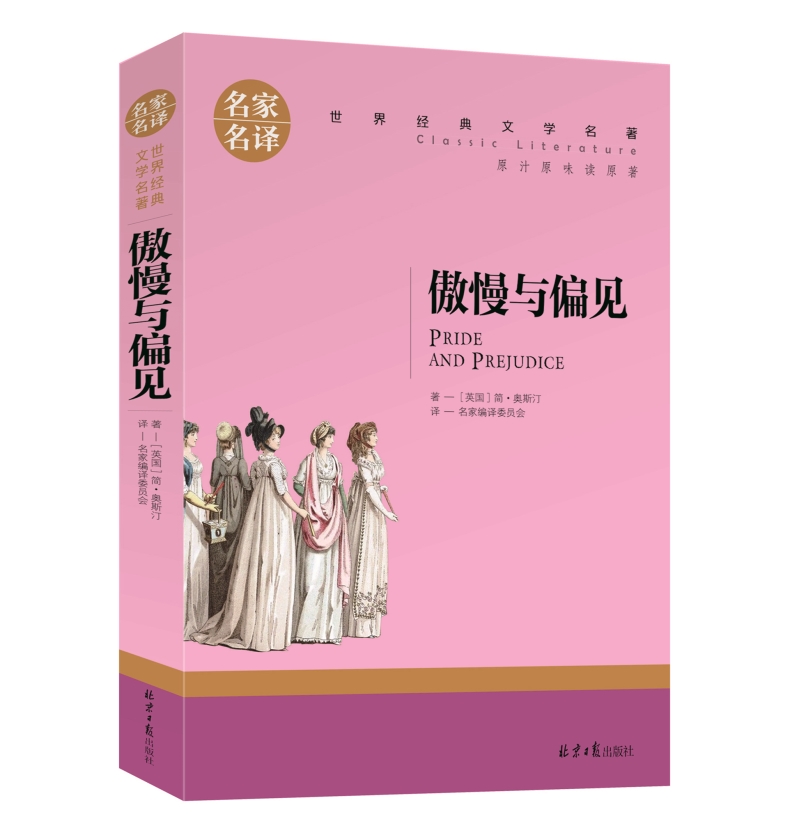 名家
名译
世界经典
文学名著
傲慢与偏见
著—［英国］简·奥斯汀
译—名家编译委员会
北京日报出版社
名家
名译
世界经典文学名著
Classic Literature
原汁原味读原著
傲慢与偏见
PRIDE
AND PREJUDICE
著—［英国］简·奥斯汀
译—名家编译委员会
北京日报出版社